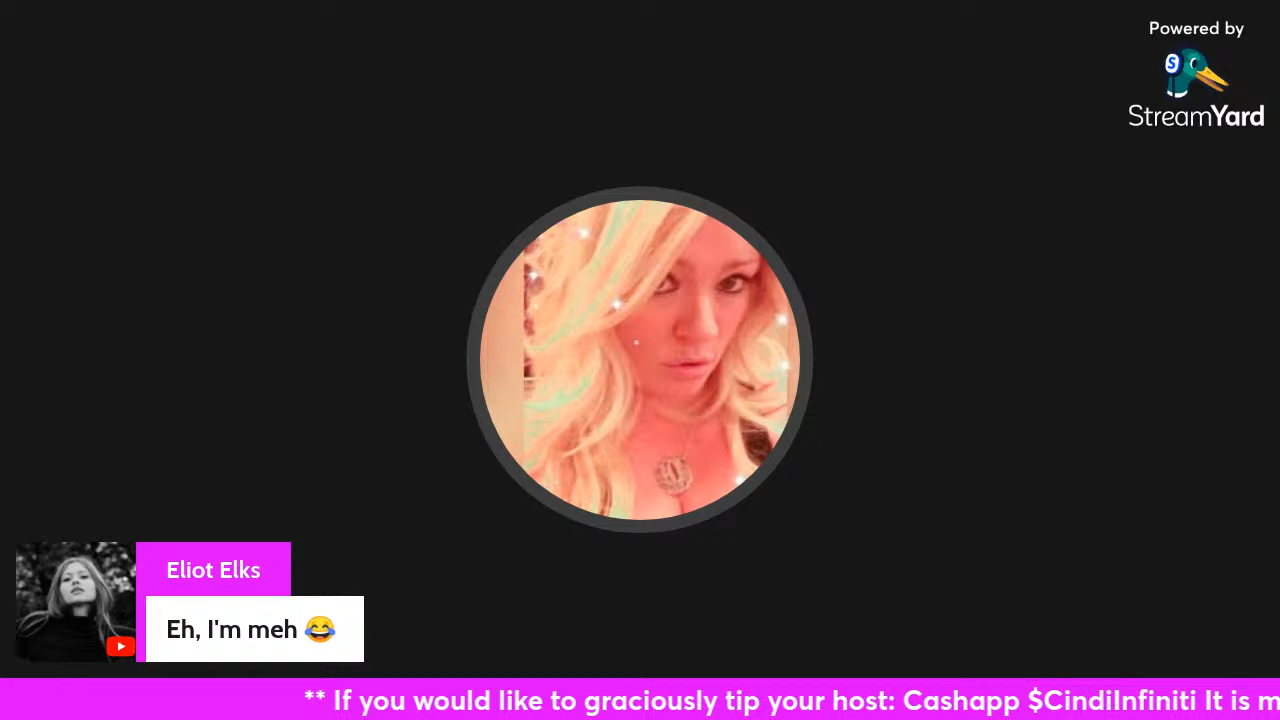 Powered by
S
StreamYard
Eliot Elks
Eh, I'm meh 😂
** If you would like to graciously tip your host: Cashapp $CindiInfiniti It is m